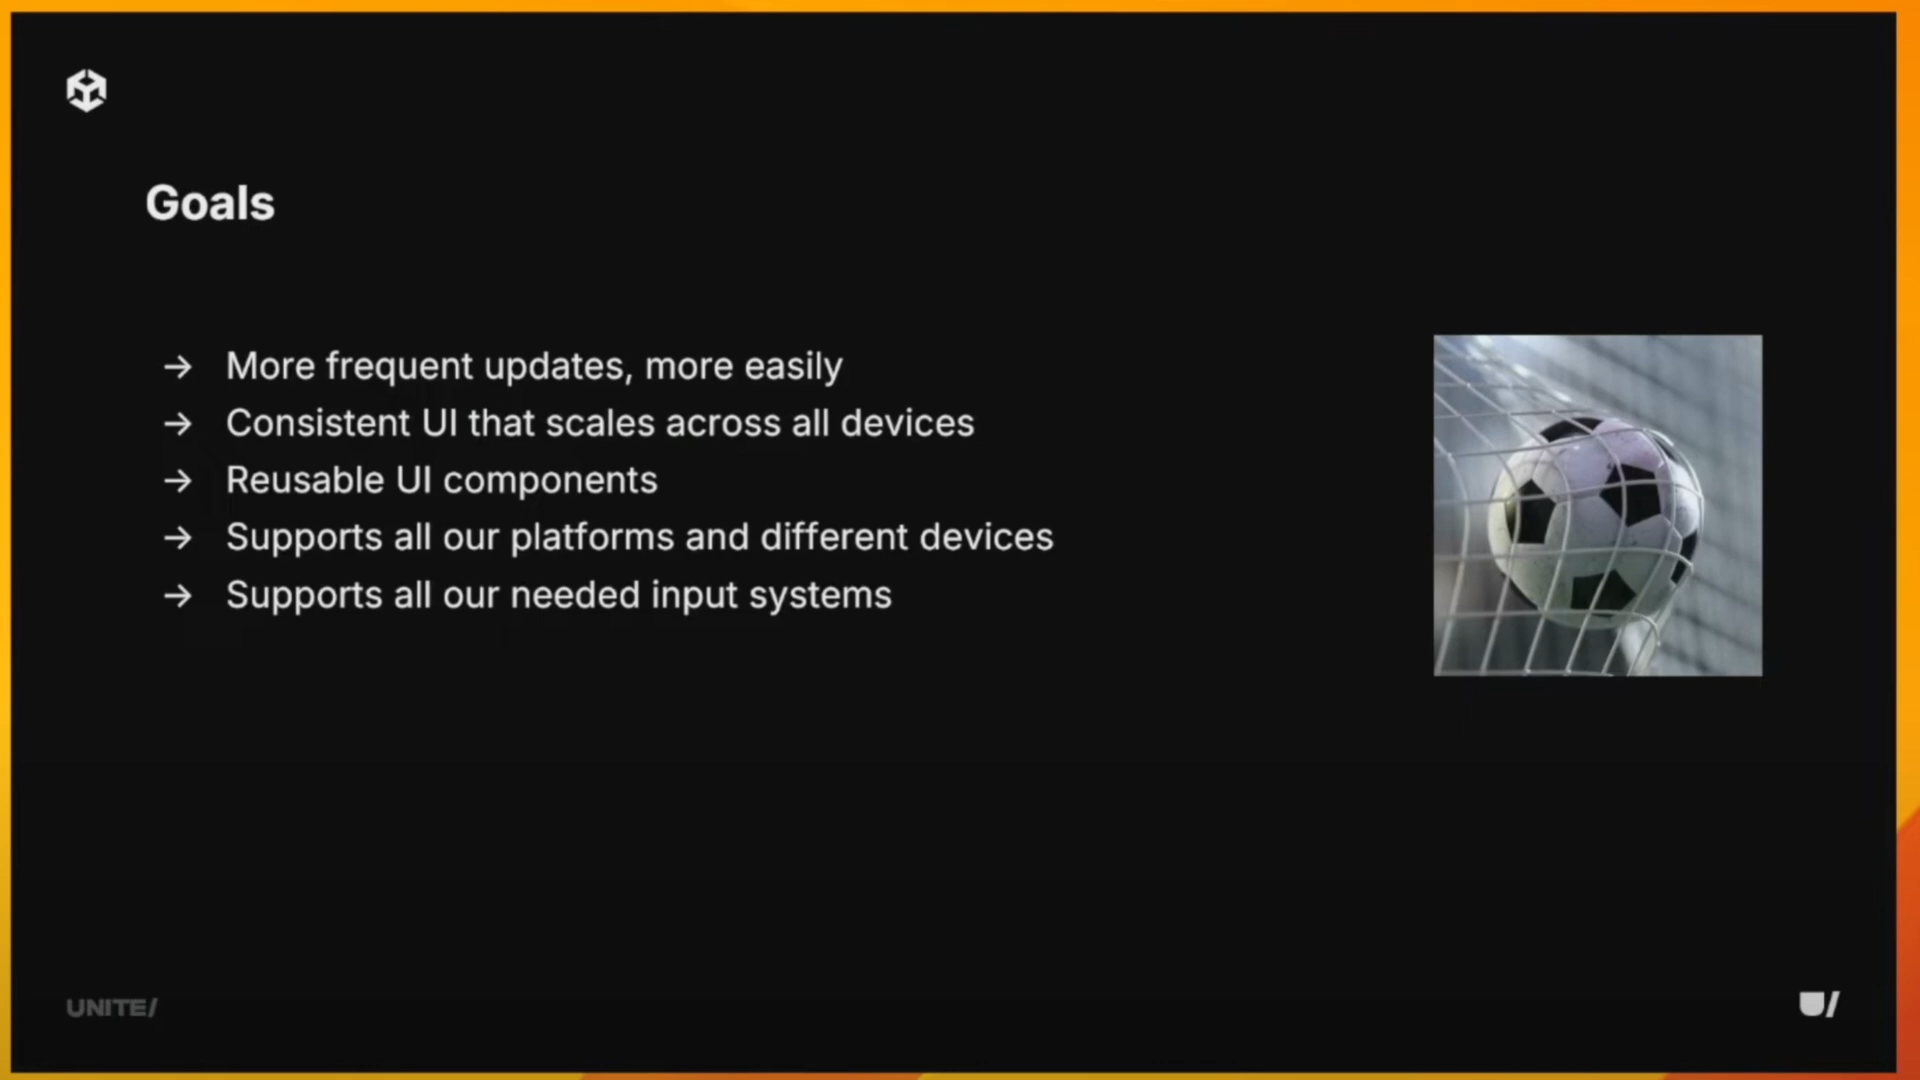 Goals
→ More frequent updates, more easily
→ Consistent UI that scales across all devices
→ Reusable UI components
→ Supports all our platforms and different devices
→ Supports all our needed input systems
UNITE/
U/